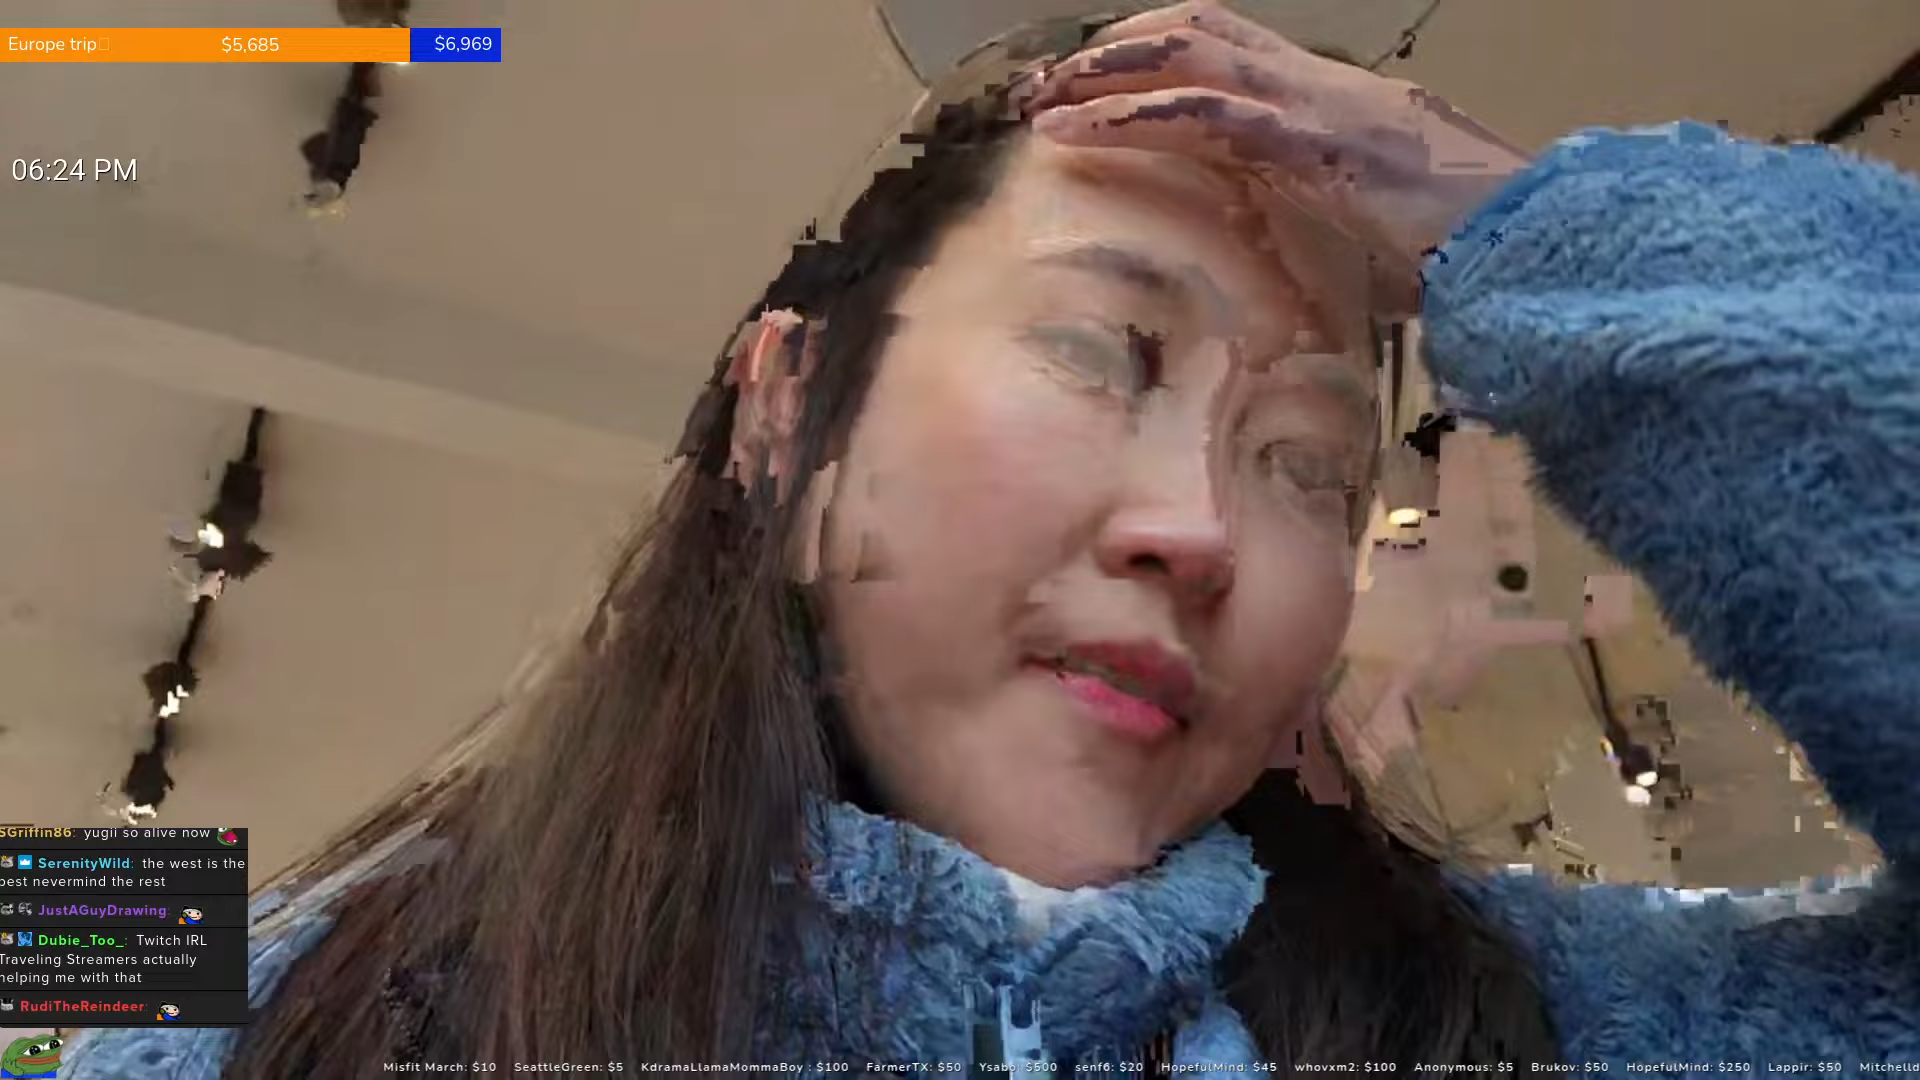 Europe trip $5,685 $6,969
06:24 PM
SGriffin86: yugii so alive now
SerenityWild: the west is the
best nevermind the rest
JustAGuyDrawing:
Dubie_Too_: Twitch IRL
Traveling Streamers actually
helping me with that
RudiTheReindeer:
Misfit March: $10 SeattleGreen: $5 KdramaLlamaMommaBoy : $100 FarmerTX: $50 Ysabo: $500 senf6: $20 HopefulMind: $45 whovxm2: $100 Anonymous: $5 Brukov: $50 HopefulMind: $250 Lappir: $50 Mitchelld